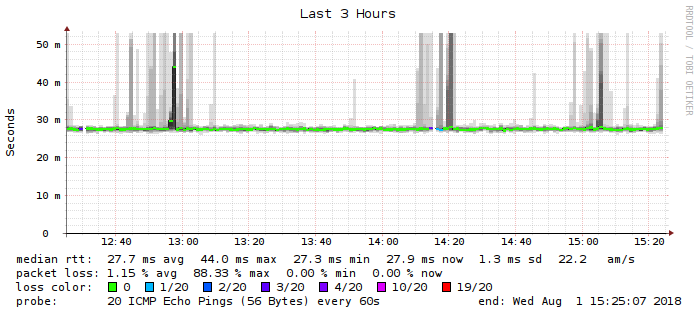 Last 3 Hours
RRDTOOL / TOBI OETIKER
Seconds
50 m
40 m
30 m
20 m
10 m
0
12:40 13:00 13:20 13:40 14:00 14:20 14:40 15:00 15:20
median rtt: 27.7 ms avg 44.0 ms max 27.3 ms min 27.9 ms now 1.3 ms sd 22.2 am/s
packet loss: 1.15 % avg 88.33 % max 0.00 % min 0.00 % now
loss color: 0 1/20 2/20 3/20 4/20 10/20 19/20
probe: 20 ICMP Echo Pings (56 Bytes) every 60s end: Wed Aug 1 15:25:07 2018